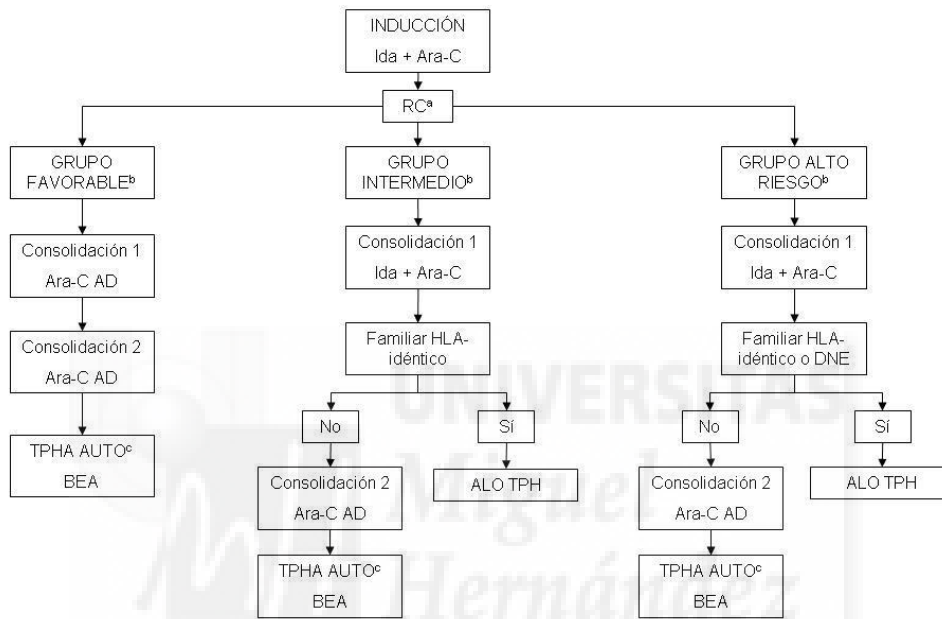 INDUCCIÓN
Ida + Ara-C
RCᵃ
GRUPO
FAVORABLEᵇ
Consolidación 1
Ara-C AD
Consolidación 2
Ara-C AD
TPHA AUTOᶜ
BEA
GRUPO
INTERMEDIOᵇ
Consolidación 1
Ida + Ara-C
Familiar HLA-
idéntico
No
Sí
Consolidación 2
Ara-C AD
TPHA AUTOᶜ
BEA
ALO TPH
GRUPO ALTO
RIESGOᵇ
Consolidación 1
Ida + Ara-C
Familiar HLA-
idéntico o DNE
No
Sí
Consolidación 2
Ara-C AD
TPHA AUTOᶜ
BEA
ALO TPH
UNIVERSITAS
Miguel
Hernández